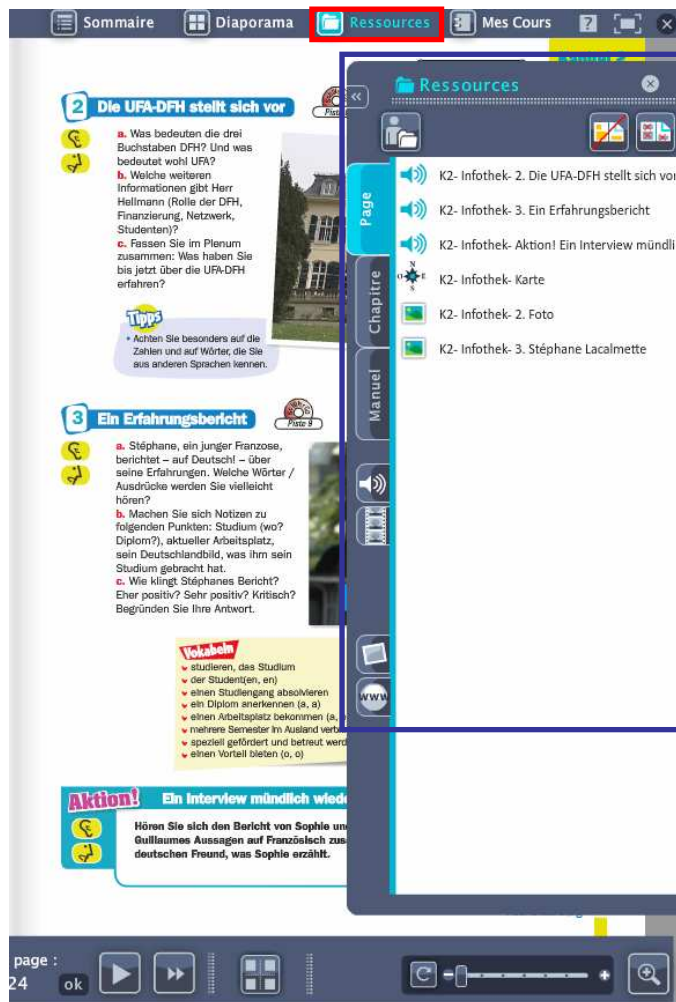 Sommaire
Diaporama
Ressources
Mes Cours
?
2 Die UFA-DFH stellt sich vor
a. Was bedeuten die drei
Buchstaben DFH? Und was
bedeutet wohl UFA?
b. Welche weiteren
Informationen gibt Herr
Hellmann (Rolle der DFH,
Finanzierung, Netzwerk,
Studenten)?
c. Fassen Sie im Plenum
zusammen: Was haben Sie
bis jetzt über die UFA-DFH
erfahren?
Tipps
• Achten Sie besonders auf die
Zahlen und auf Wörter, die Sie
aus anderen Sprachen kennen.
3 Ein Erfahrungsbericht
Piste 9
a. Stéphane, ein junger Franzose,
berichtet – auf Deutsch! – über
seine Erfahrungen. Welche Wörter /
Ausdrücke werden Sie vielleicht
hören?
b. Machen Sie sich Notizen zu
folgenden Punkten: Studium (wo?
Diplom?), aktueller Arbeitsplatz,
sein Deutschlandbild, was ihm sein
Studium gebracht hat.
c. Wie klingt Stéphanes Bericht?
Eher positiv? Sehr positiv? Kritisch?
Begründen Sie Ihre Antwort.
Vokabeln
studieren, das Studium
der Student(en, en)
einen Studiengang absolvieren
ein Diplom anerkennen (a, a)
einen Arbeitsplatz bekommen (a,
mehrere Semester im Ausland verb
speziell gefördert und betreut werd
einen Vorteil bieten (o, o)
Aktion! Ein Interview mündlich wiede
Hören Sie sich den Bericht von Sophie un
Guillaumes Aussagen auf Französisch zus
deutschen Freund, was Sophie erzählt.
Ressources
Page
Chapitre
Manuel
www
K2- Infothek- 2. Die UFA-DFH stellt sich vor
K2- Infothek- 3. Ein Erfahrungsbericht
K2- Infothek- Aktion! Ein Interview mündli
N
O E
S
K2- Infothek- Karte
K2- Infothek- 2. Foto
K2- Infothek- 3. Stéphane Lacalmette
page :
24 ok